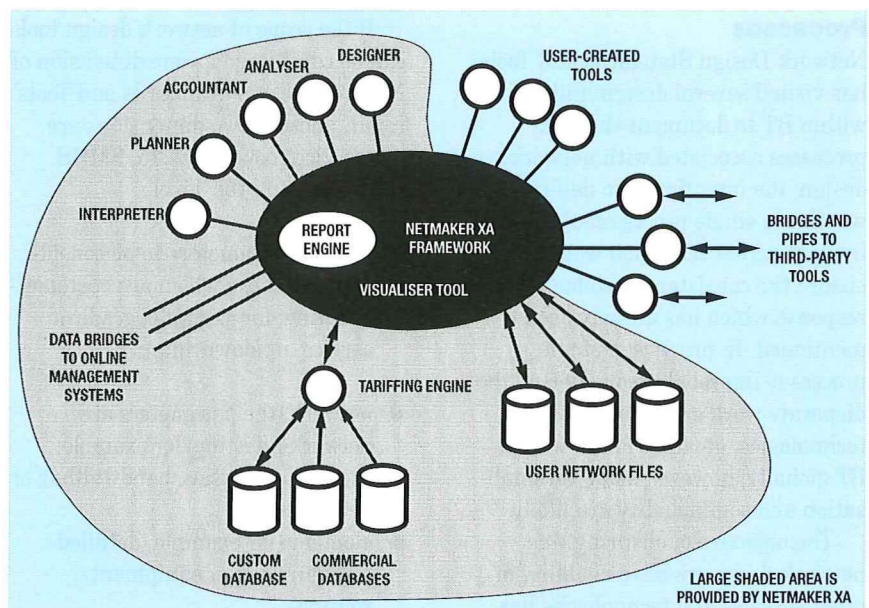 DESIGNER
ANALYSER
ACCOUNTANT
PLANNER
INTERPRETER
USER-CREATED
TOOLS
REPORT
ENGINE
NETMAKER XA
FRAMEWORK
VISUALISER TOOL
BRIDGES AND
PIPES TO
THIRD-PARTY
TOOLS
DATA BRIDGES
TO ONLINE
MANAGEMENT
SYSTEMS
TARIFFING ENGINE
USER NETWORK FILES
CUSTOM
DATABASE
COMMERCIAL
DATABASES
LARGE SHADED AREA IS
PROVIDED BY NETMAKER XA